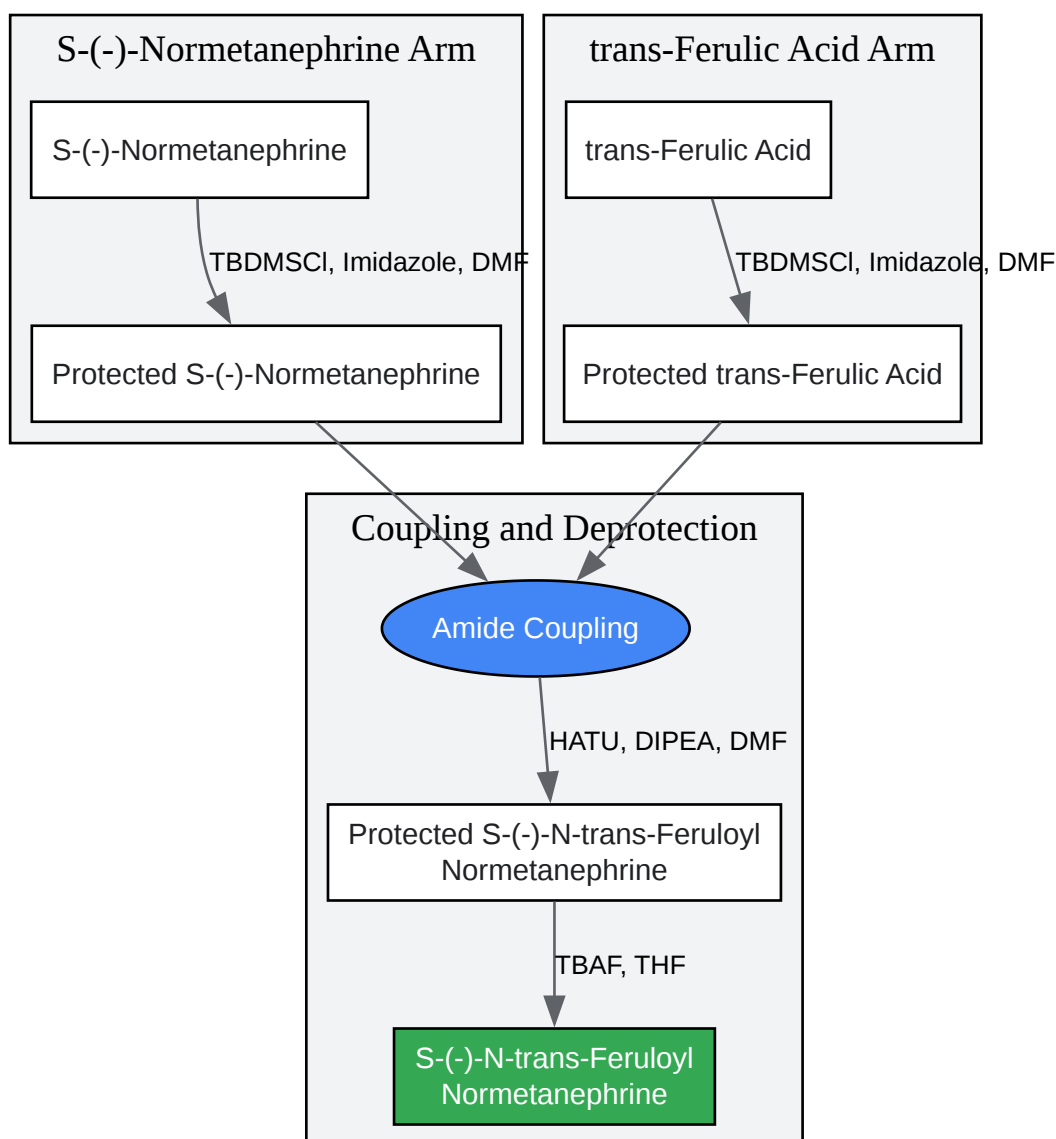 S-(-)-Normetanephrine Arm
trans-Ferulic Acid Arm
S-(-)-Normetanephrine
trans-Ferulic Acid
TBDMSCl, Imidazole, DMF
TBDMSCl, Imidazole, DMF
Protected S-(-)-Normetanephrine
Protected trans-Ferulic Acid
Coupling and Deprotection
Amide Coupling
HATU, DIPEA, DMF
Protected S-(-)-N-trans-Feruloyl
Normetanephrine
TBAF, THF
S-(-)-N-trans-Feruloyl
Normetanephrine